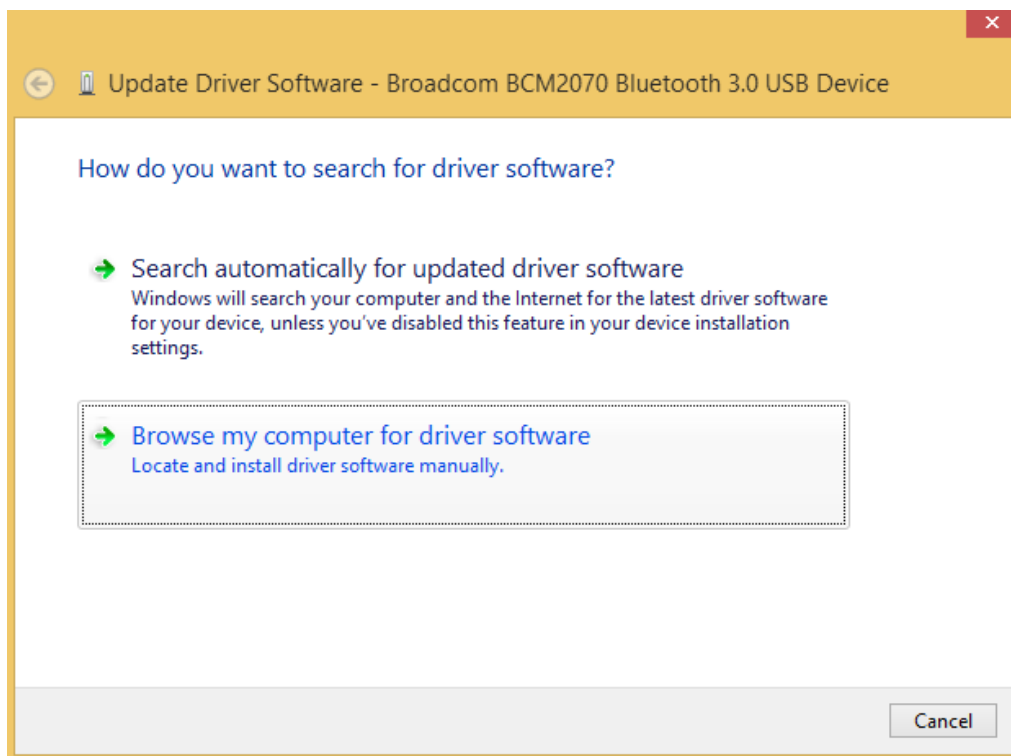 Update Driver Software - Broadcom BCM2070 Bluetooth 3.0 USB Device
How do you want to search for driver software?
Search automatically for updated driver software
Windows will search your computer and the Internet for the latest driver software
for your device, unless you've disabled this feature in your device installation
settings.
Browse my computer for driver software
Locate and install driver software manually.
Cancel